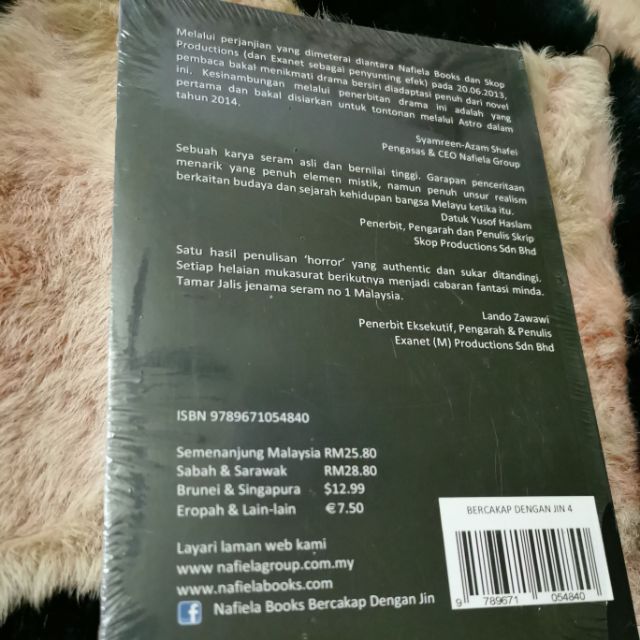 Melalui perjanjian yang dimeterai diantara Nafiela Books dan Skop
Productions (dan Exanet sebagai penyunting efek) pada 20.06.2013,
pembaca bakal menikmati drama bersiri diadaptasi penuh dari novel
ini. Kesinambungan melalui penerbitan drama ini adalah yang
pertama dan bakal disiarkan untuk tontonan melalui Astro dalam
tahun 2014.
Syamreen-Azam Shafei
Pengasas & CEO Nafiela Group
Sebuah karya seram asli dan bernilai tinggi. Garapan penceritaan
menarik yang penuh elemen mistik, namun penuh unsur realism
berkaitan budaya dan sejarah kehidupan bangsa Melayu ketika itu.
Datuk Yusof Haslam
Penerbit, Pengarah dan Penulis Skrip
Skop Productions Sdn Bhd
Satu hasil penulisan ‘horror’ yang authentic dan sukar ditandingi.
Setiap helaian mukasurat berikutnya menjadi cabaran fantasi minda.
Tamar Jalis jenama seram no 1 Malaysia.
Lando Zawawi
Penerbit Eksekutif, Pengarah & Penulis
Exanet (M) Productions Sdn Bhd
ISBN 9789671054840
Semenanjung Malaysia RM25.80
Sabah & Sarawak RM28.80
Brunei & Singapura $12.99
Eropah & Lain-lain €7.50
Layari laman web kami
www.nafielagroup.com.my
www.nafielabooks.com
f Nafiela Books Bercakap Dengan Jin
BERCAKAP DENGAN JIN 4
9 789671 054840